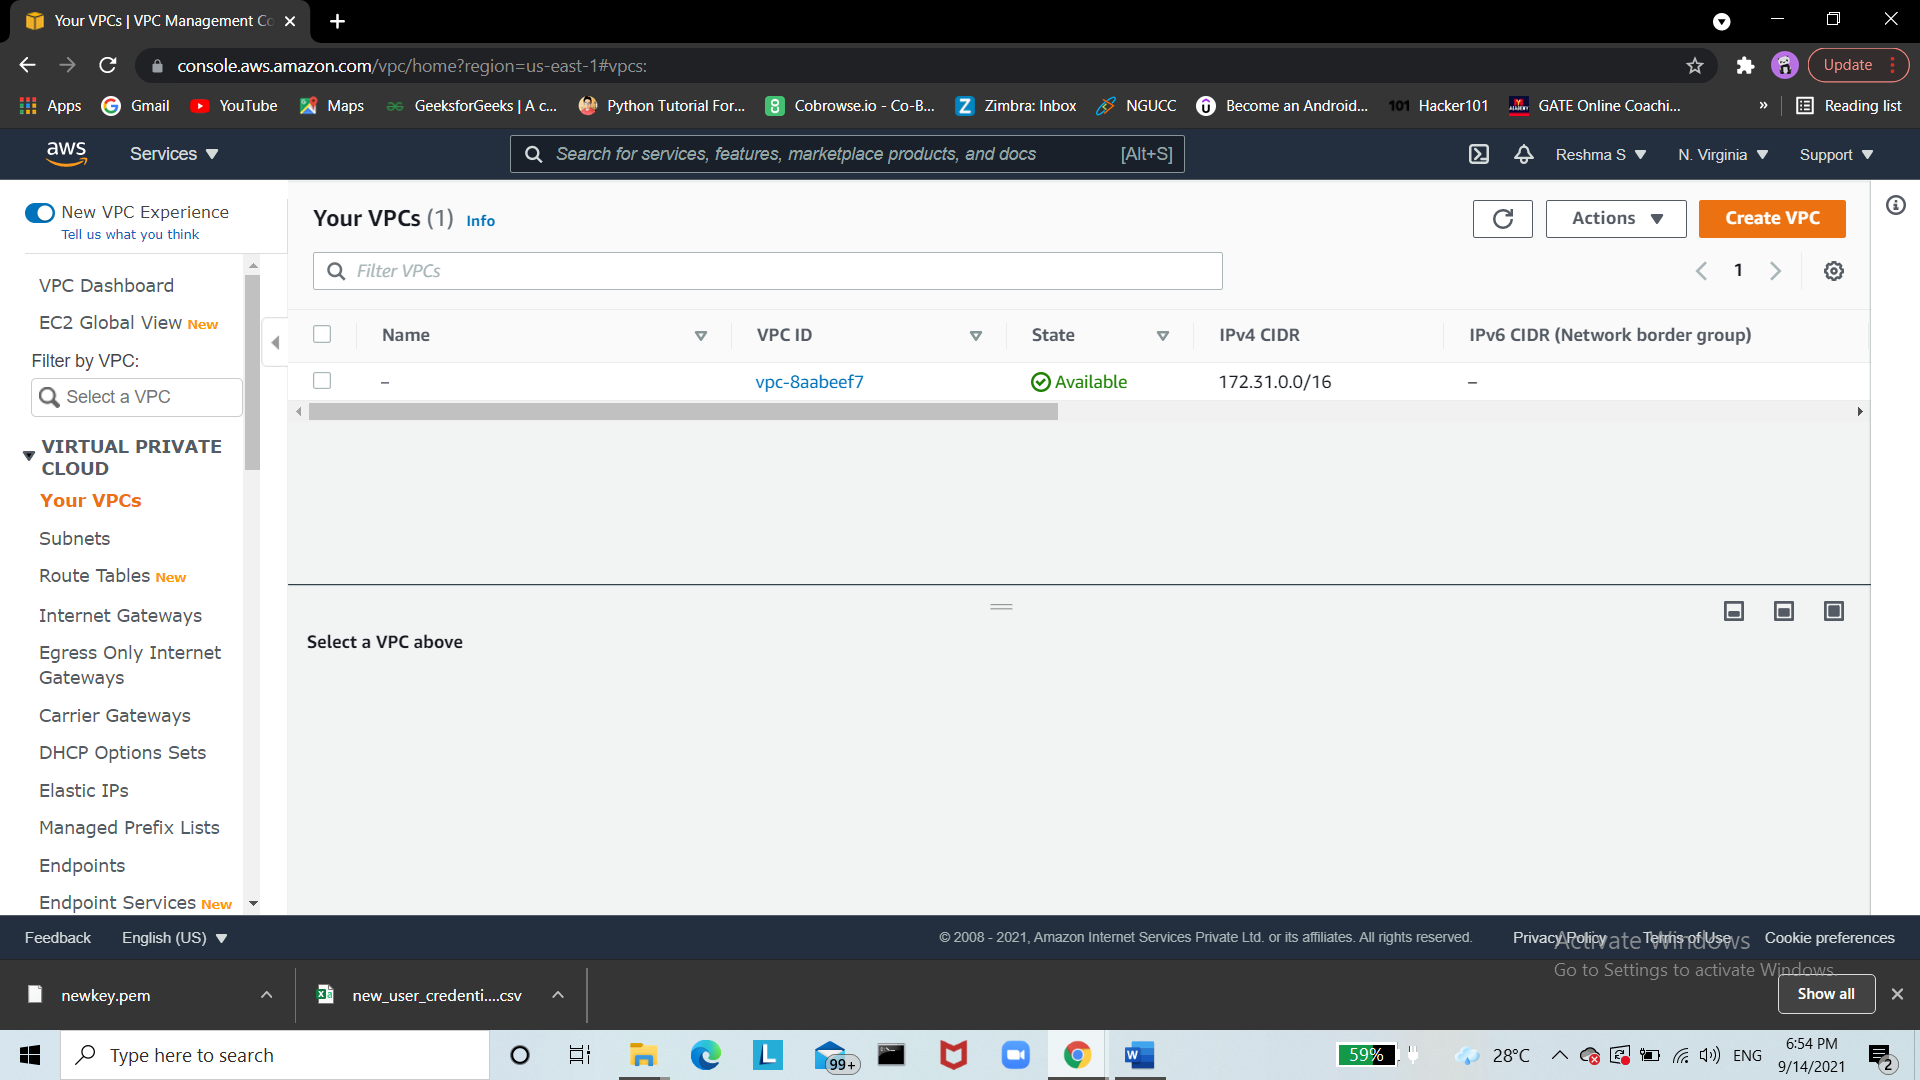 Your VPCs | VPC Management Co
console.aws.amazon.com/vpc/home?region=us-east-1#vpcs:
Update
Apps Gmail YouTube Maps GeeksforGeeks | A c... Python Tutorial For... Cobrowse.io - Co-B... Zimbra: Inbox NGUCC Become an Android... 101 Hacker101 GATE Online Coachi... » Reading list
aws Services Search for services, features, marketplace products, and docs [Alt+S] Reshma S N. Virginia Support
New VPC Experience
Tell us what you think
VPC Dashboard
EC2 Global View New
Filter by VPC:
Select a VPC
VIRTUAL PRIVATE
CLOUD
Your VPCs
Subnets
Route Tables New
Internet Gateways
Egress Only Internet
Gateways
Carrier Gateways
DHCP Options Sets
Elastic IPs
Managed Prefix Lists
Endpoints
Endpoint Services New
Your VPCs (1) Info
Actions Create VPC
Filter VPCs
1
Name VPC ID State IPv4 CIDR IPv6 CIDR (Network border group)
– vpc-8aabeef7 Available 172.31.0.0/16 –
Select a VPC above
Feedback English (US) © 2008 - 2021, Amazon Internet Services Private Ltd. or its affiliates. All rights reserved. Privacy Policy Terms of Use Cookie preferences
Activate Windows
Go to Settings to activate Windows.
newkey.pem new_user_credenti....csv Show all
Type here to search
99+
59% 28°C ENG
6:54 PM
9/14/2021
2